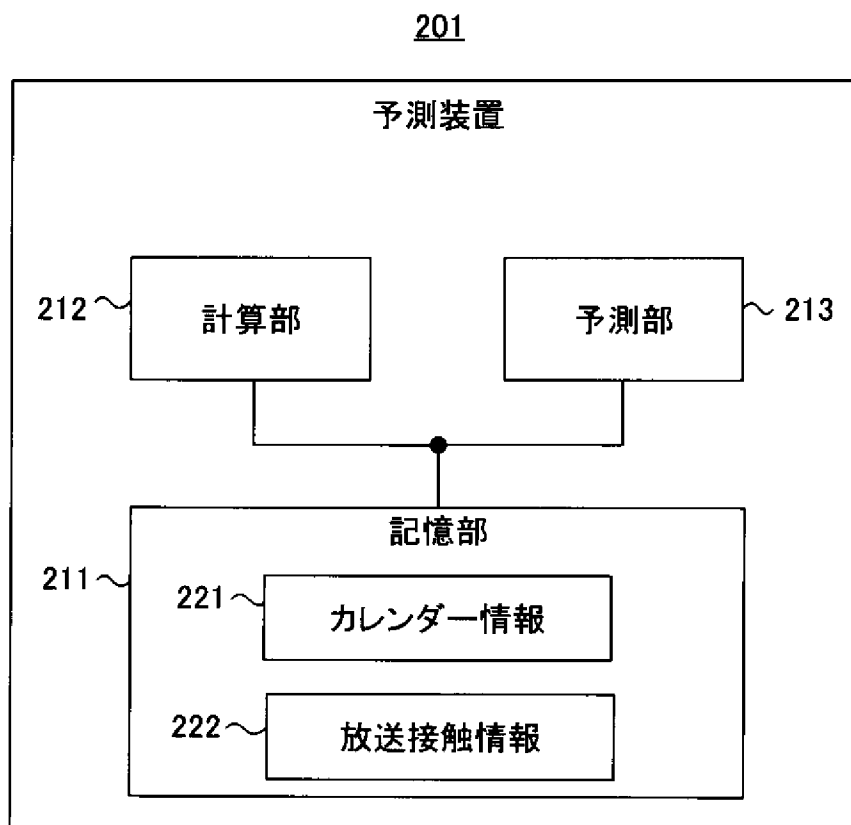 201
予測装置
212
計算部
予測部
213
記憶部
211
221
カレンダー情報
222
放送接触情報